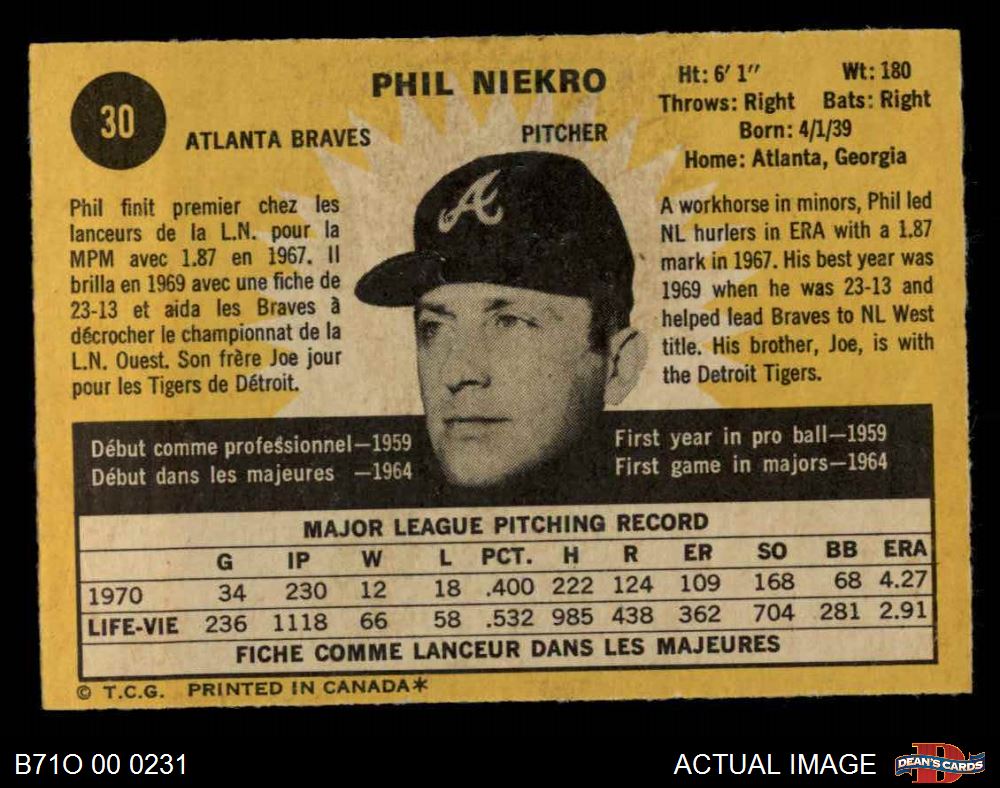 30
PHIL NIEKRO
ATLANTA BRAVES PITCHER
Ht: 6' 1" Wt: 180
Throws: Right Bats: Right
Born: 4/1/39
Home: Atlanta, Georgia
Phil finit premier chez les
lanceurs de la L.N. pour la
MPM avec 1.87 en 1967. Il
brilla en 1969 avec une fiche de
23-13 et aida les Braves à
décrocher le championnat de la
L.N. Ouest. Son frère Joe jour
pour les Tigers de Détroit.
A
A workhorse in minors, Phil led
NL hurlers in ERA with a 1.87
mark in 1967. His best year was
1969 when he was 23-13 and
helped lead Braves to NL West
title. His brother, Joe, is with
the Detroit Tigers.
Début comme professionnel—1959
Début dans les majeures —1964
First year in pro ball—1959
First game in majors—1964
MAJOR LEAGUE PITCHING RECORD
G IP W L PCT. H R ER SO BB ERA
1970 34 230 12 18 .400 222 124 109 168 68 4.27
LIFE-VIE 236 1118 66 58 .532 985 438 362 704 281 2.91
FICHE COMME LANCEUR DANS LES MAJEURES
© T.C.G. PRINTED IN CANADA*
B71O 00 0231 ACTUAL IMAGE
D
DEAN'S CARDS